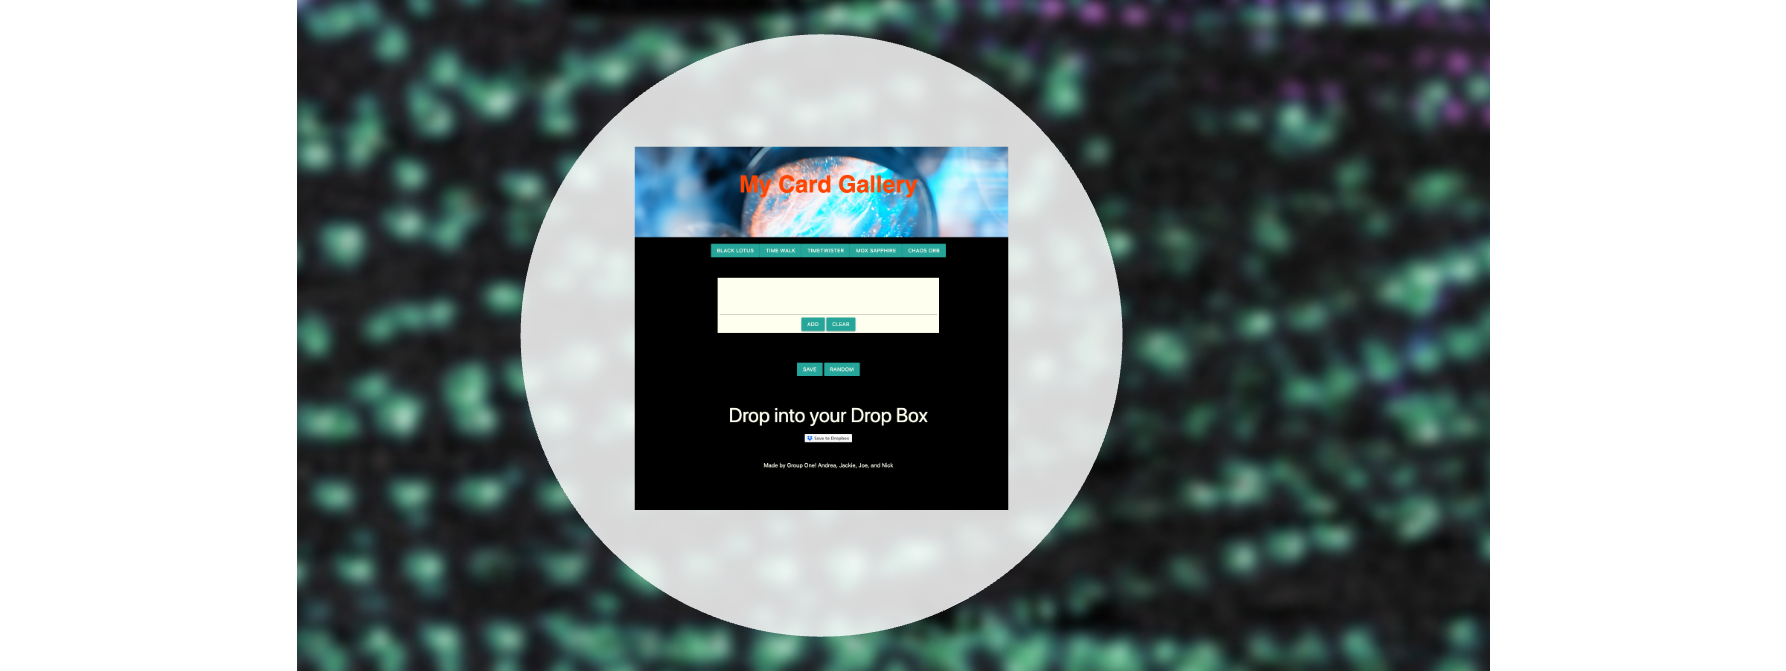 My Card Gallery
BLACK LOTUS TIME WALK TIMETWISTER MOX SAPPHIRE CHAOS ORB
ADD CLEAR
SAVE RANDOM
Drop into your Drop Box
Save to Dropbox
Made by Group One! Andrea, Jackie, Joe, and Nick